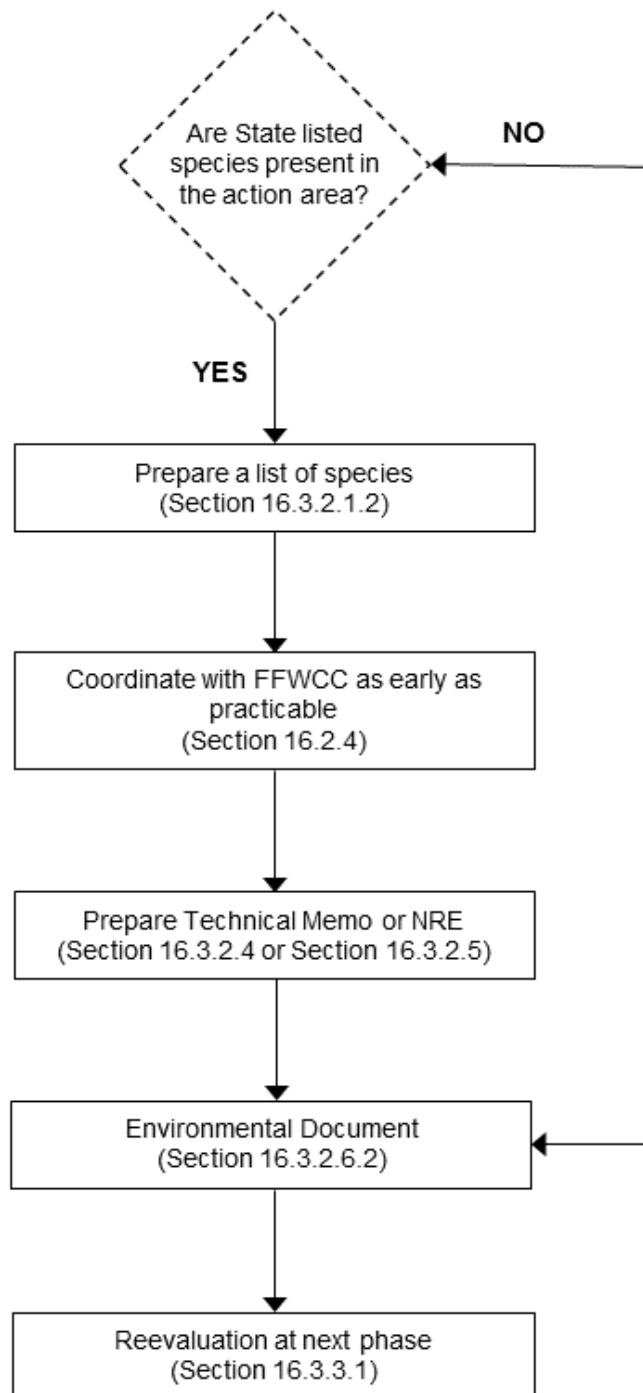 Are State listed
species present in
the action area?
NO
YES
Prepare a list of species
(Section 16.3.2.1.2)
Coordinate with FFWCC as early as
practicable
(Section 16.2.4)
Prepare Technical Memo or NRE
(Section 16.3.2.4 or Section 16.3.2.5)
Environmental Document
(Section 16.3.2.6.2)
Reevaluation at next phase
(Section 16.3.3.1)